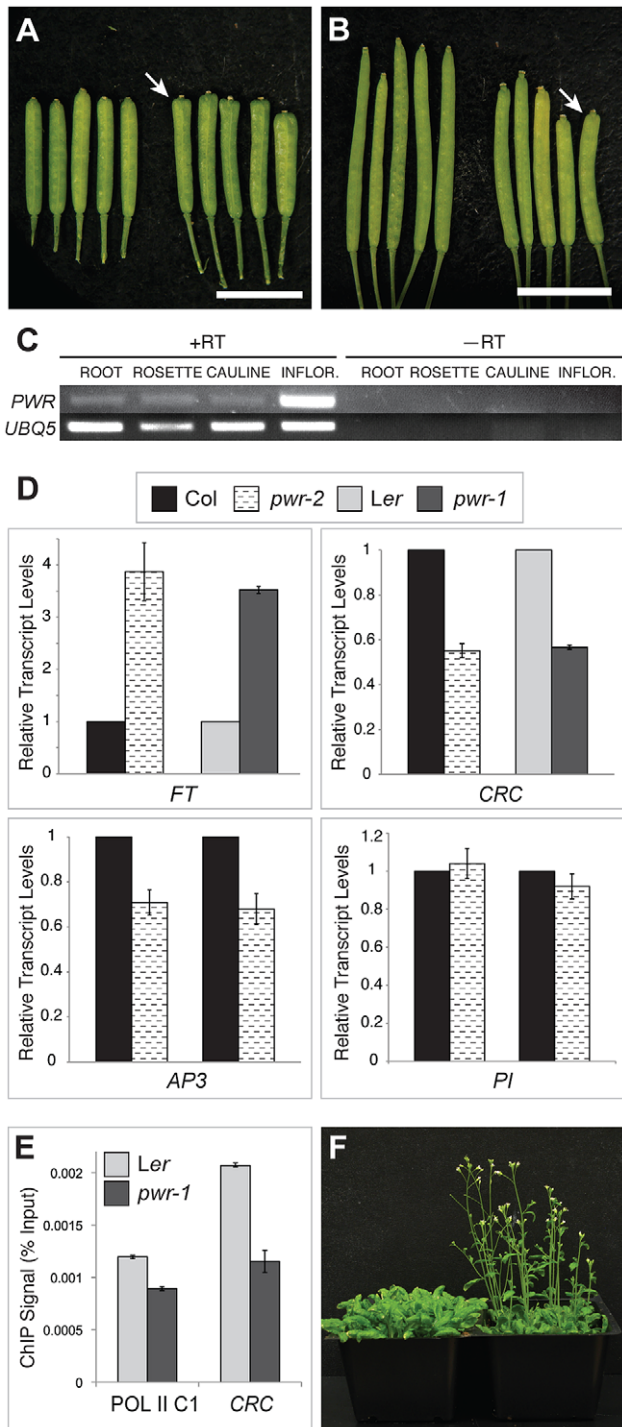 A
B
C
+RT
—RT
ROOT ROSETTE CAULINE INFLOR. ROOT ROSETTE CAULINE INFLOR.
PWR
UBQ5
D
Col pwr-2 Ler pwr-1
Relative Transcript Levels
4
3
1
0
FT
Relative Transcript Levels
1
0.8
0.6
0.4
0.2
0
CRC
Relative Transcript Levels
1
0.8
0.6
0.4
0.2
0
AP3
Relative Transcript Levels
1.2
1
0.8
0.6
0.4
0.2
0
PI
E
Ler
pwr-1
ChIP Signal (% Input)
0.002
0.0015
0.001
0.0005
0
POL II C1
CRC
F